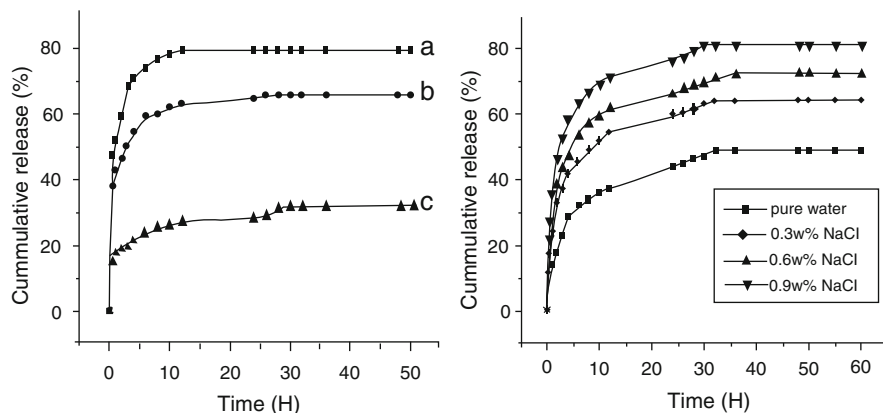 Cummulative release (%)
80
60
40
20
0
a
b
c
0 10 20 30 40 50
Time (H)
Cummulative release (%)
80
60
40
20
0
pure water
0.3w% NaCl
0.6w% NaCl
0.9w% NaCl
0 10 20 30 40 50 60
Time (H)